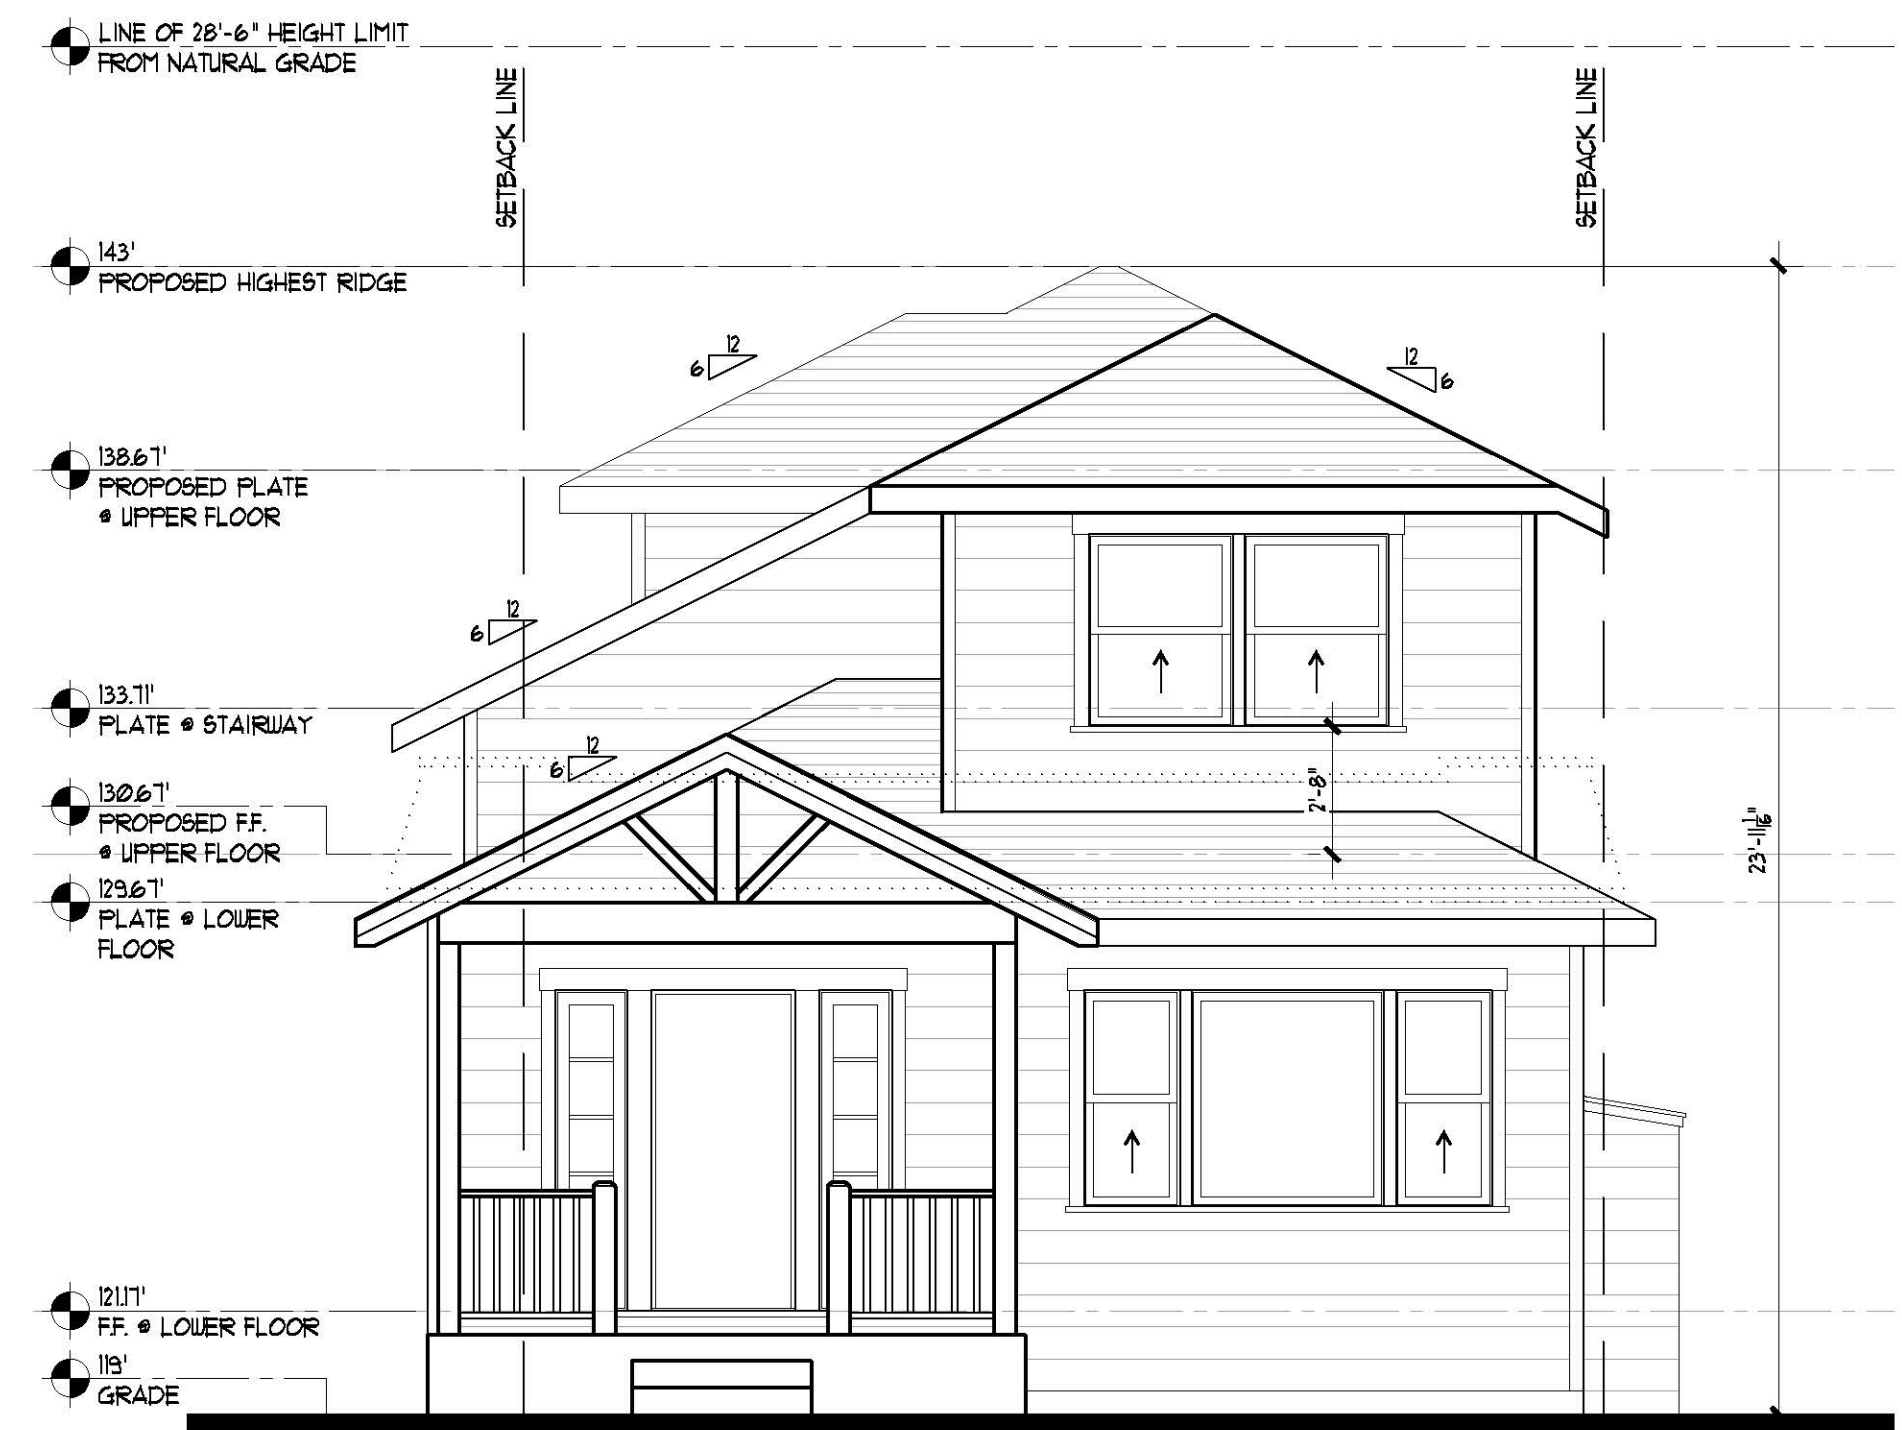 LINE OF 28'-6" HEIGHT LIMIT
FROM NATURAL GRADE
SETBACK LINE
SETBACK LINE
143'
PROPOSED HIGHEST RIDGE
12
6
12
6
138.67'
PROPOSED PLATE
@ UPPER FLOOR
12
6
133.71'
PLATE @ STAIRWAY
12
6
130.67'
PROPOSED F.F.
@ UPPER FLOOR
2'-8"
23'-11 1/16"
129.67'
PLATE @ LOWER
FLOOR
121.17'
F.F. @ LOWER FLOOR
119'
GRADE